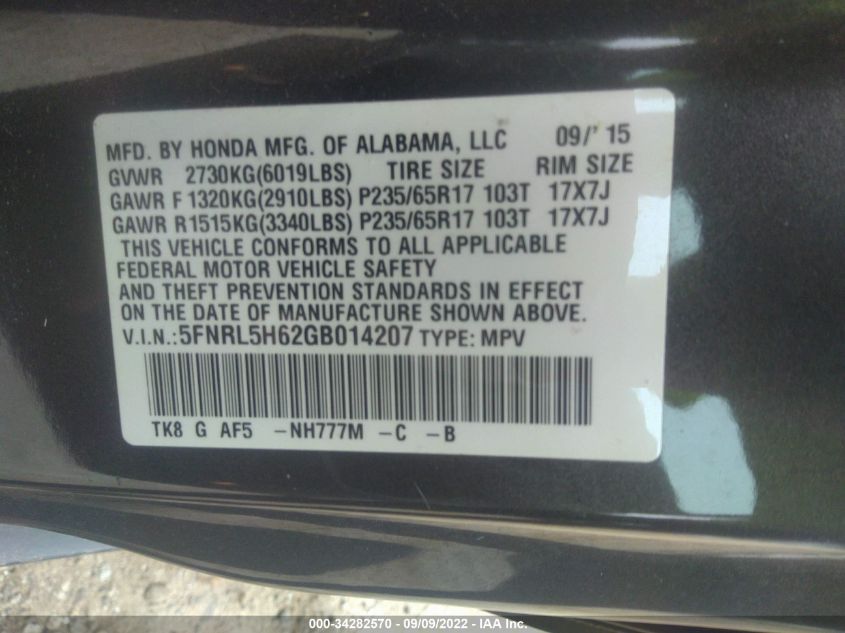 MFD. BY HONDA MFG. OF ALABAMA, LLC 09/' 15
GVWR 2730KG(6019LBS) TIRE SIZE RIM SIZE
GAWR F 1320KG(2910LBS) P235/65R17 103T 17X7J
GAWR R1515KG(3340LBS) P235/65R17 103T 17X7J
THIS VEHICLE CONFORMS TO ALL APPLICABLE
FEDERAL MOTOR VEHICLE SAFETY
AND THEFT PREVENTION STANDARDS IN EFFECT
ON THE DATE OF MANUFACTURE SHOWN ABOVE.
V.I.N.:5FNRL5H62GB014207 TYPE: MPV
TK8 G AF5 -NH777M -C -B
000-34282570 - 09/09/2022 - IAA Inc.